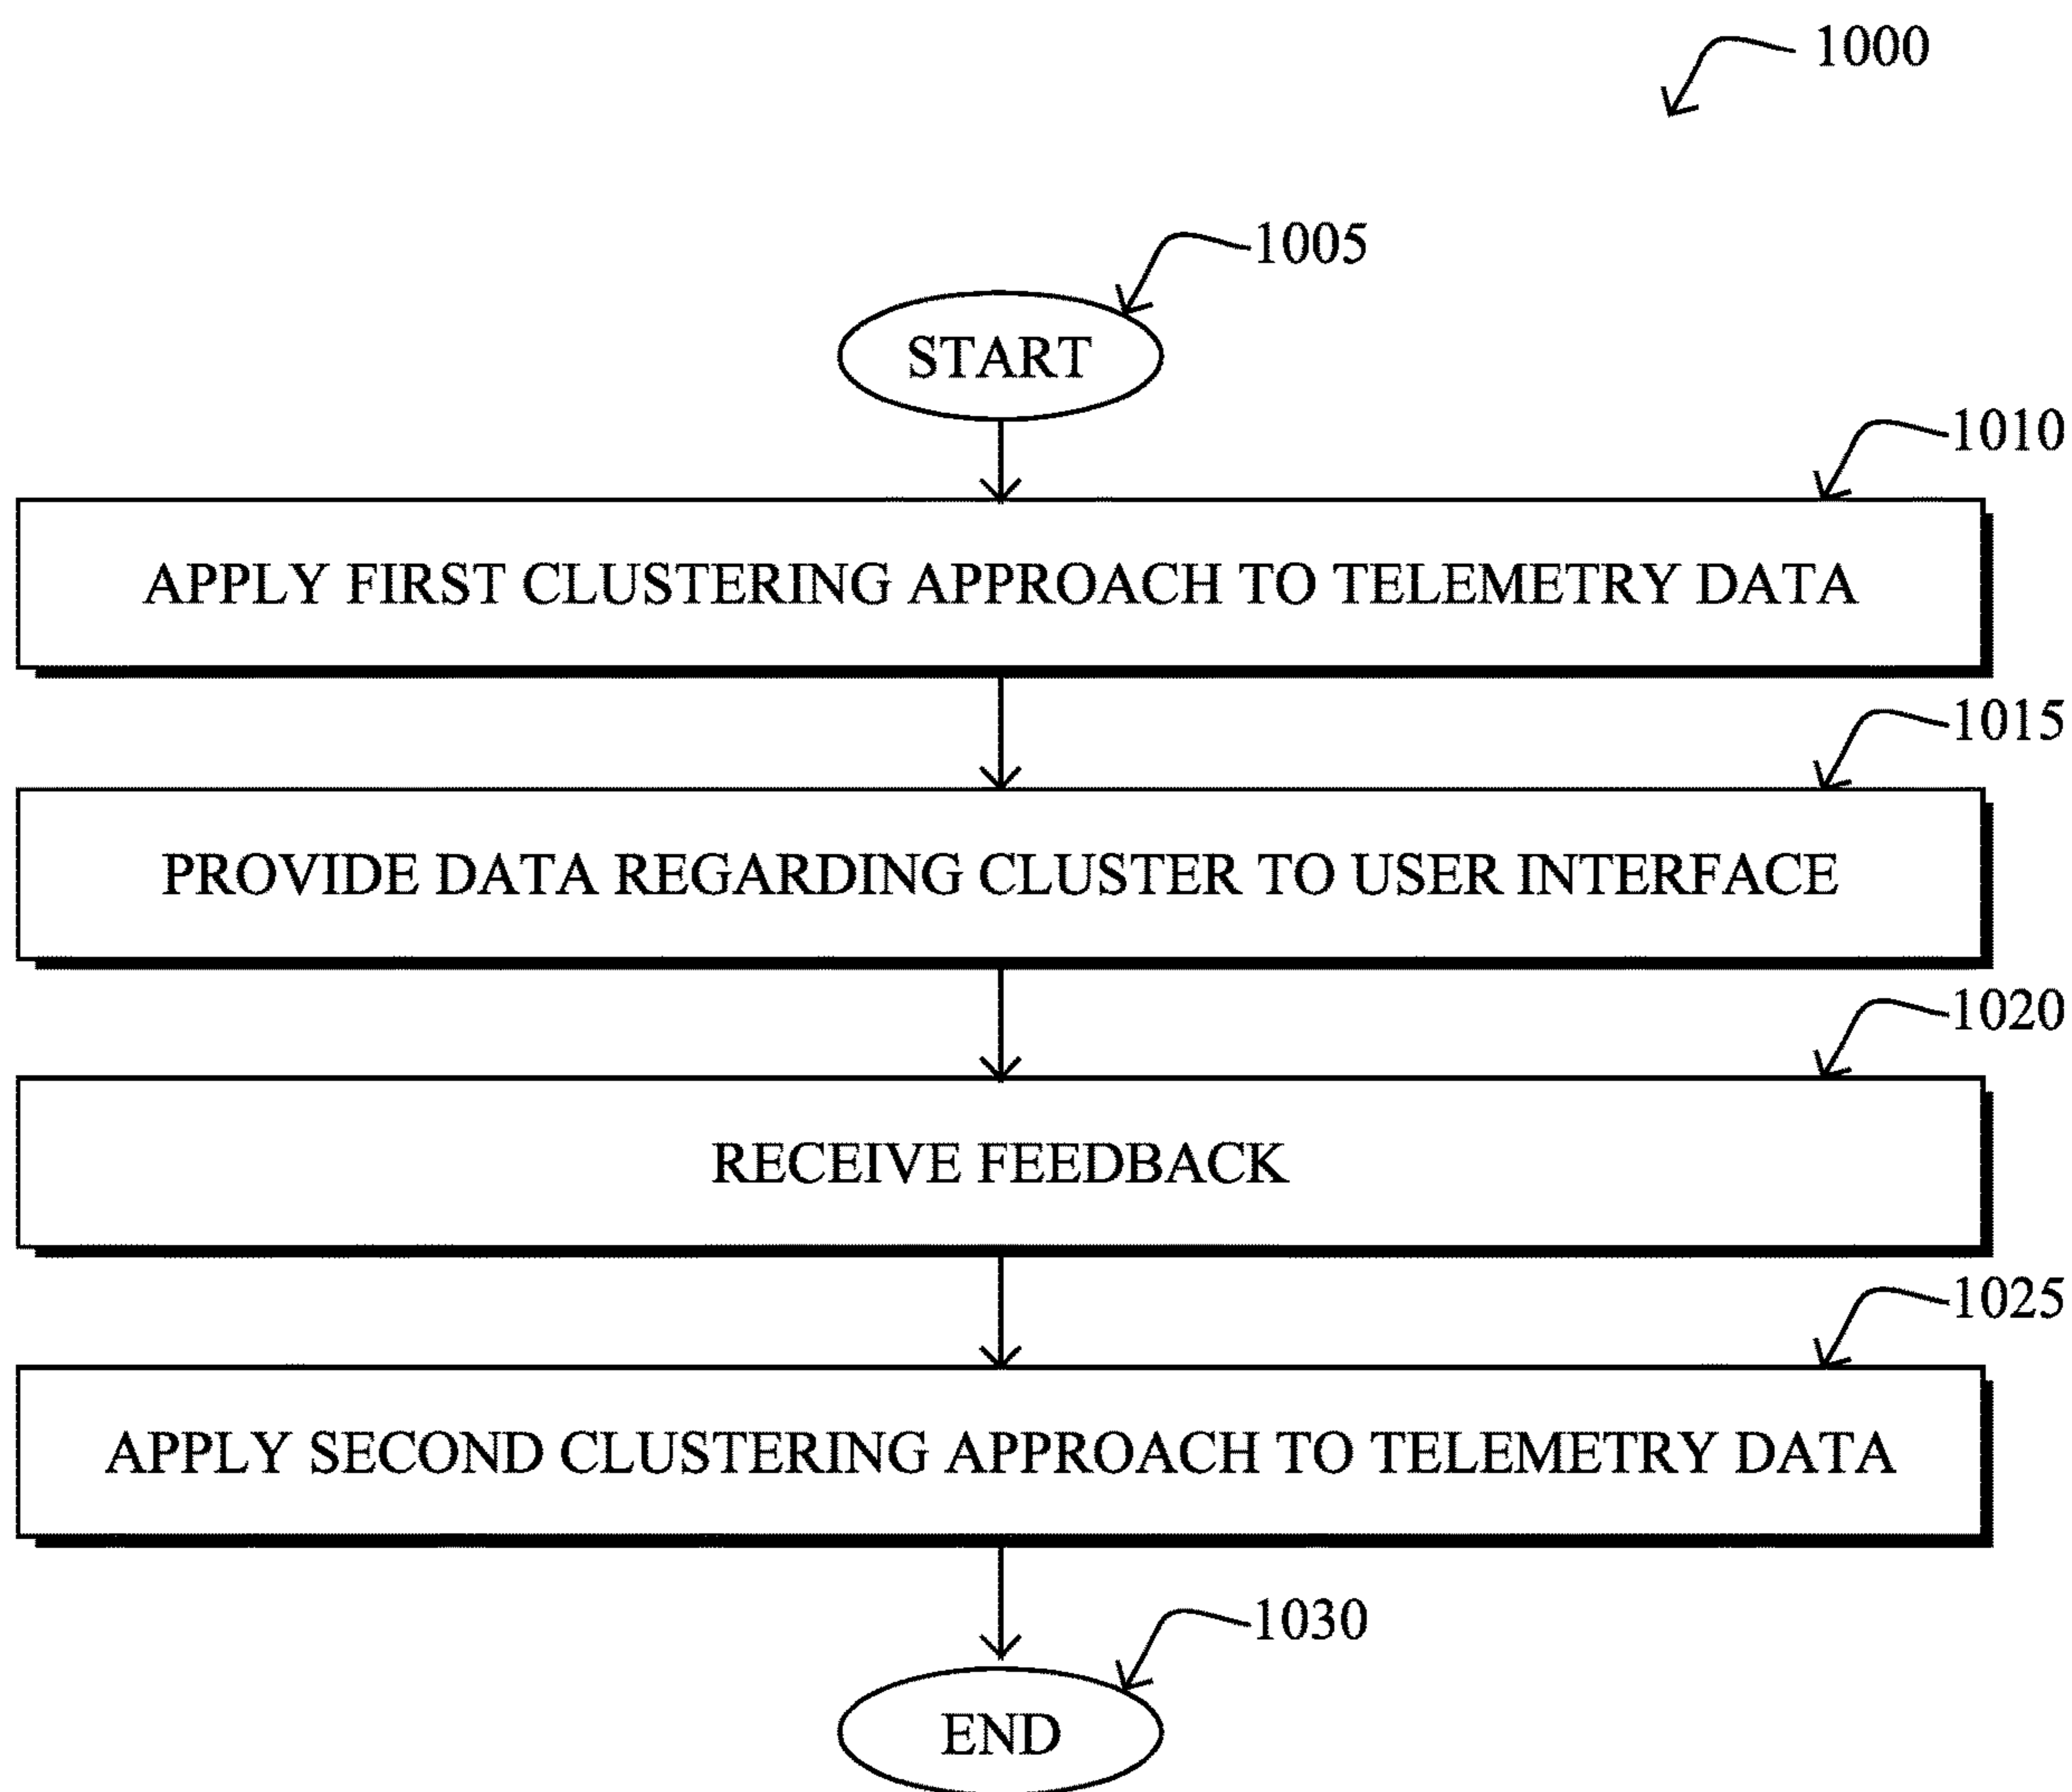 1000
1005
START
1010
APPLY FIRST CLUSTERING APPROACH TO TELEMETRY DATA
1015
PROVIDE DATA REGARDING CLUSTER TO USER INTERFACE
1020
RECEIVE FEEDBACK
1025
APPLY SECOND CLUSTERING APPROACH TO TELEMETRY DATA
1030
END